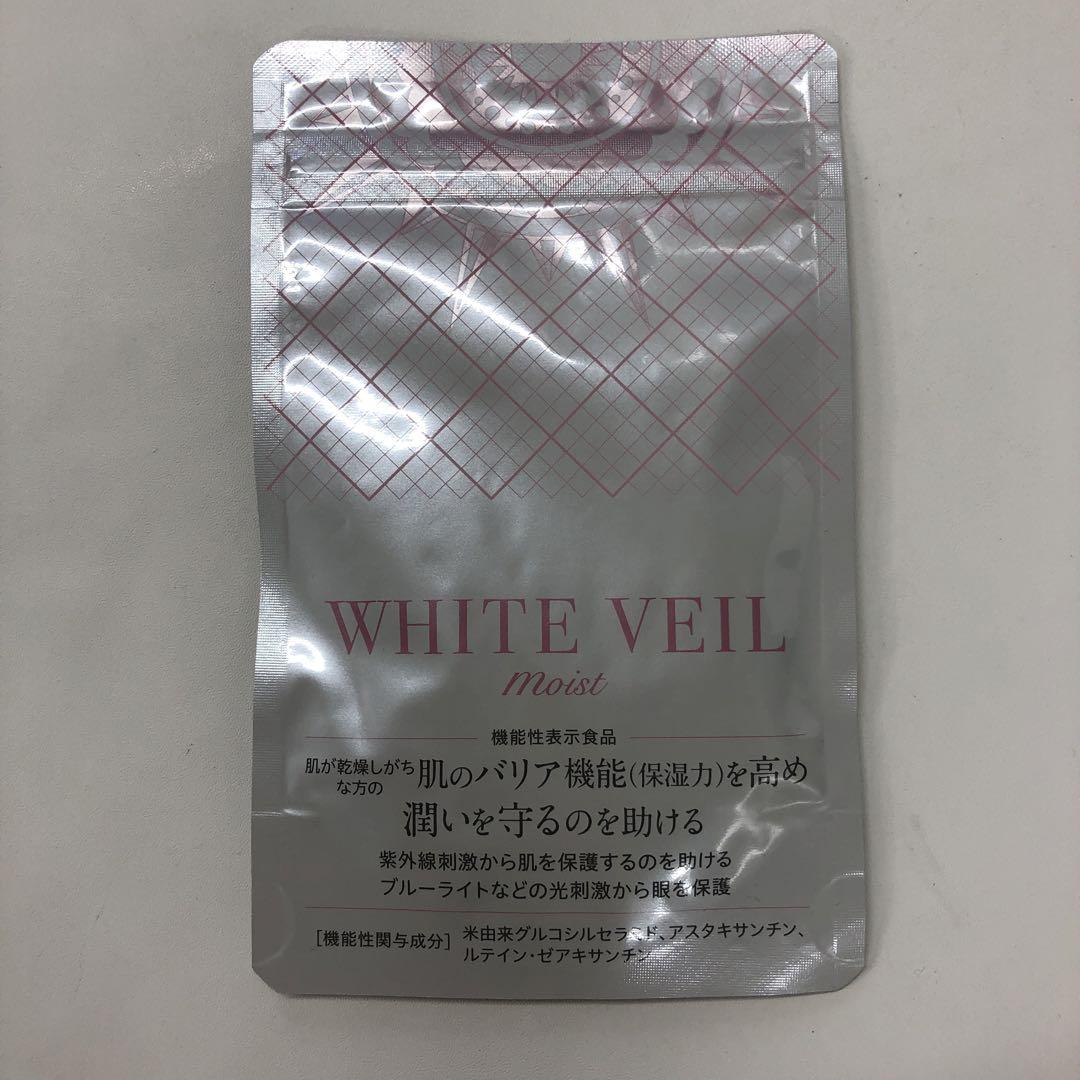 WHITE VEIL
moist
機能性表示食品
肌が乾燥しがち
な方の
肌のバリア機能(保湿力)を高め
潤いを守るのを助ける
紫外線刺激から肌を保護するのを助ける
ブルーライトなどの光刺激から眼を保護
[機能性関与成分] 米由来グルコシルセラミド、アスタキサンチン、
ルテイン・ゼアキサンチン